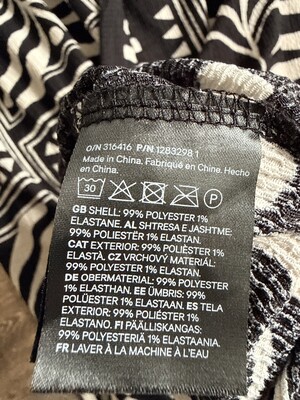 O/N 316416 P/N 1283298 1
Made in China. Fabriqué en Chine. Hecho
en China.
30 P
GB SHELL: 99% POLYESTER 1%
ELASTANE. AL SHTRESA E JASHTME:
99% POLIESTËR 1% ELASTAN.
CAT EXTERIOR: 99% POLIÈSTER 1%
ELASTÀ. CZ VRCHOVÝ MATERIÁL:
99% POLYESTER 1% ELASTAN.
DE OBERMATERIAL: 99% POLYESTER
1% ELASTHAN. EE ÜMBRIS: 99%
POLÜESTER 1% ELASTAAN. ES TELA
EXTERIOR: 99% POLIÉSTER 1%
ELASTANO. FI PÄÄLLISKANGAS:
99% POLYESTERIÄ 1% ELASTAANIA.
FR LAVER À LA MACHINE À L'EAU